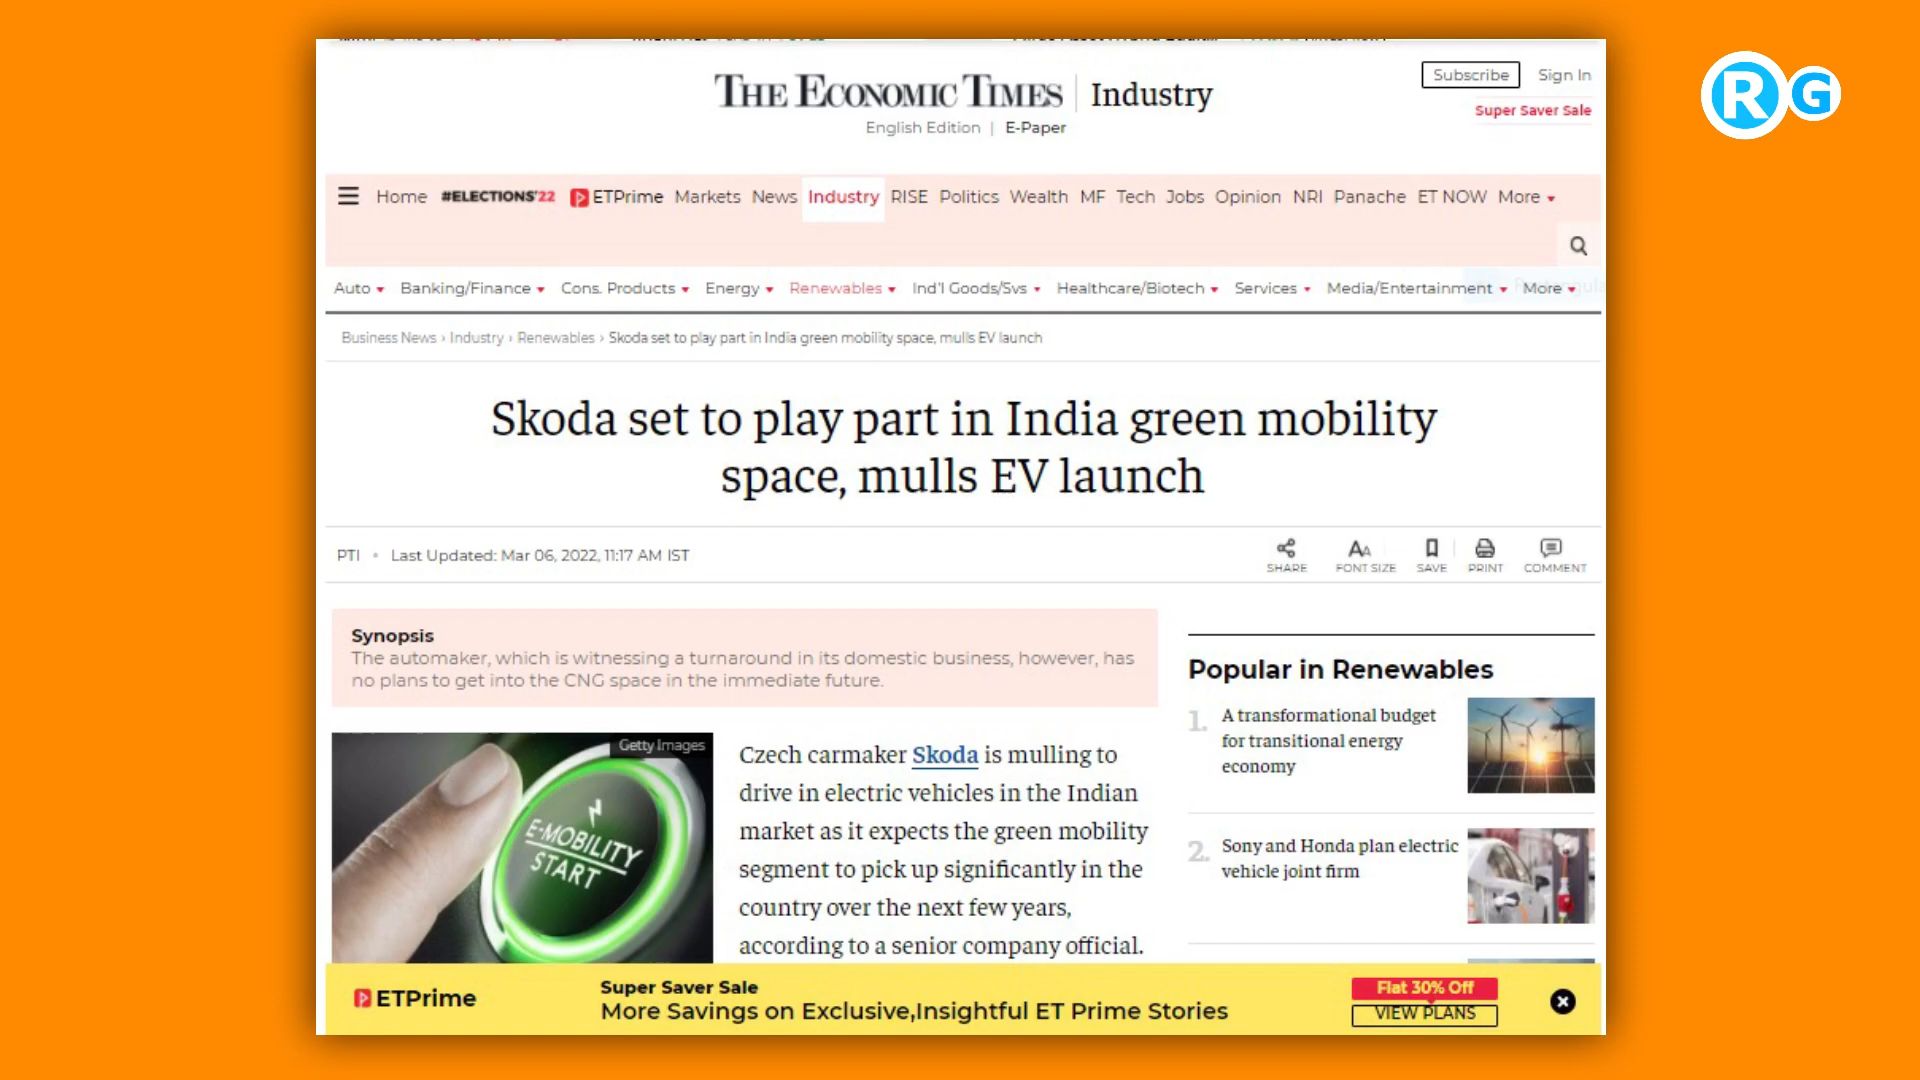 THE ECONOMIC TIMES | Industry
Subscribe
Sign In
Super Saver Sale
English Edition | E-Paper
R G
Home #ELECTIONS'22 ETPrime Markets News Industry RISE Politics Wealth MF Tech Jobs Opinion NRI Panache ET NOW More
Auto Banking/Finance Cons. Products Energy Renewables Ind'l Goods/Svs Healthcare/Biotech Services Media/Entertainment More
Business News › Industry › Renewables › Skoda set to play part in India green mobility space, mulls EV launch
Skoda set to play part in India green mobility
space, mulls EV launch
PTI • Last Updated: Mar 06, 2022, 11:17 AM IST
SHARE
FONT SIZE
SAVE
PRINT
COMMENT
Synopsis
The automaker, which is witnessing a turnaround in its domestic business, however, has
no plans to get into the CNG space in the immediate future.
Getty Images
E-MOBILITY
START
Czech carmaker Skoda is mulling to
drive in electric vehicles in the Indian
market as it expects the green mobility
segment to pick up significantly in the
country over the next few years,
according to a senior company official.
Popular in Renewables
1. A transformational budget
for transitional energy
economy
2. Sony and Honda plan electric
vehicle joint firm
ETPrime
Super Saver Sale
More Savings on Exclusive,Insightful ET Prime Stories
Flat 30% Off
VIEW PLANS